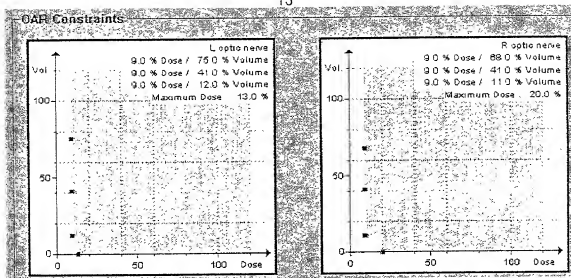 15
OAR Constraints
L optic nerve
9.0 % Dose / 75.0 % Volume
9.0 % Dose / 41.0 % Volume
9.0 % Dose / 12.0 % Volume
Maximum Dose 13.0 %
Vol.
100
50
0
0 50 100 Dose
R optic nerve
9.0 % Dose / 68.0 % Volume
9.0 % Dose / 41.0 % Volume
9.0 % Dose / 11.0 % Volume
Maximum Dose 20.0 %
Vol.
100
50
0
0 50 100 Dose